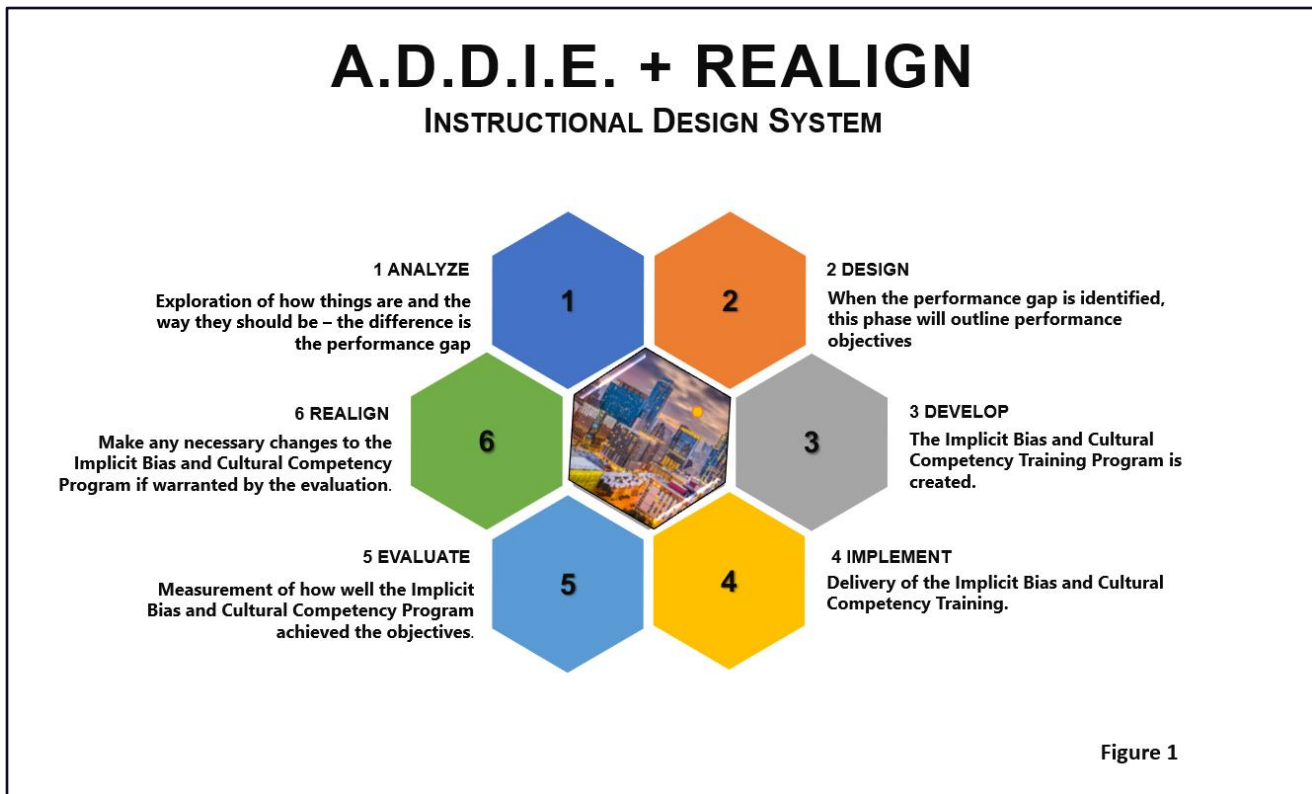 A.D.D.I.E. + REALIGN
INSTRUCTIONAL DESIGN SYSTEM
1
1 ANALYZE
Exploration of how things are and the
way they should be – the difference is
the performance gap
2
2 DESIGN
When the performance gap is identified,
this phase will outline performance
objectives
3
3 DEVELOP
The Implicit Bias and Cultural
Competency Training Program is
created.
4
4 IMPLEMENT
Delivery of the Implicit Bias and Cultural
Competency Training.
5
5 EVALUATE
Measurement of how well the Implicit
Bias and Cultural Competency Program
achieved the objectives.
6
6 REALIGN
Make any necessary changes to the
Implicit Bias and Cultural Competency
Program if warranted by the evaluation.
Figure 1